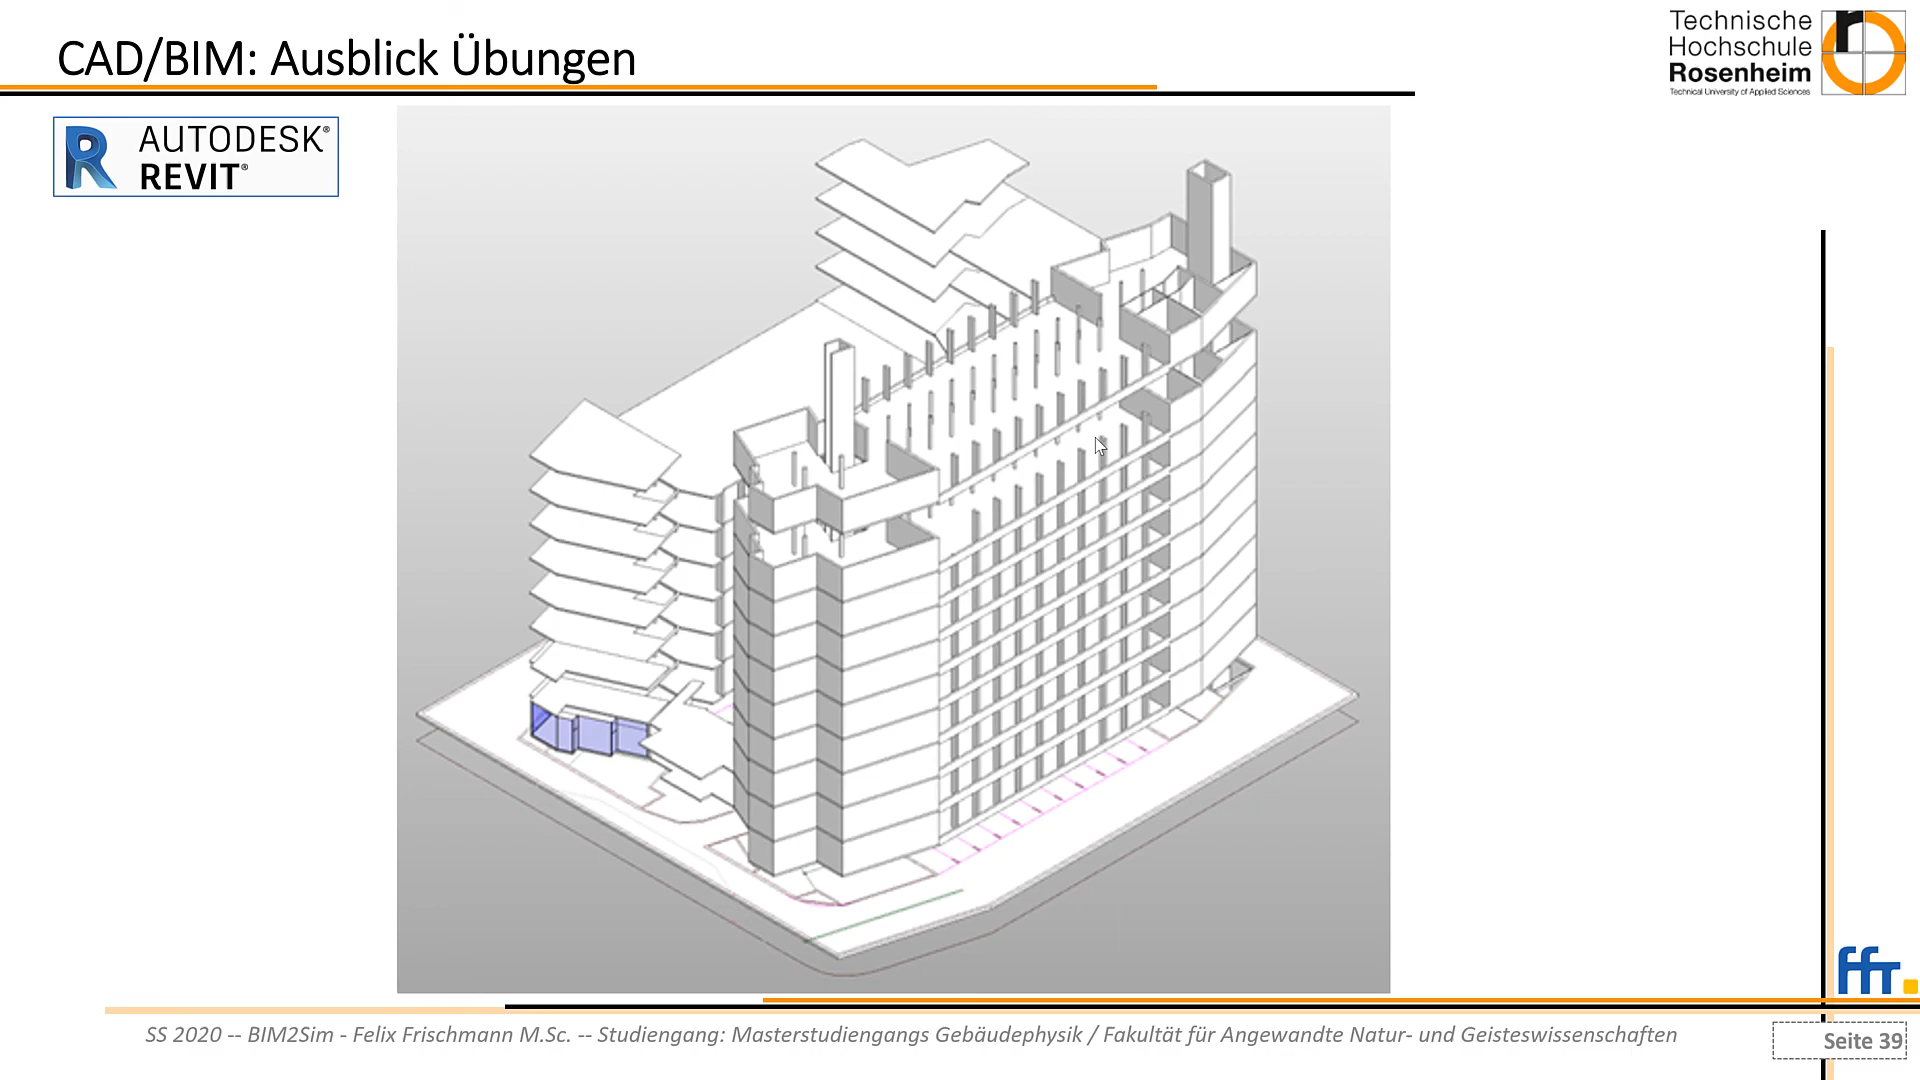 CAD/BIM: Ausblick Übungen
Technische
Hochschule
Rosenheim
Technical University of Applied Sciences
AUTODESK®
REVIT®
ffr.
SS 2020 -- BIM2Sim - Felix Frischmann M.Sc. -- Studiengang: Masterstudiengangs Gebäudephysik / Fakultät für Angewandte Natur- und Geisteswissenschaften
Seite 39